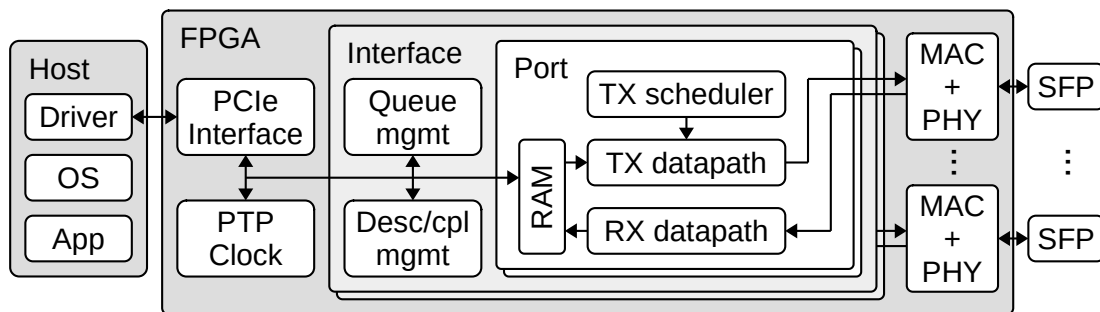 Host
Driver
OS
App
FPGA
PCIe
Interface
PTP
Clock
Interface
Queue
mgmt
Desc/cpl
mgmt
Port
RAM
TX scheduler
TX datapath
RX datapath
MAC
+
PHY
...
MAC
+
PHY
SFP
...
SFP